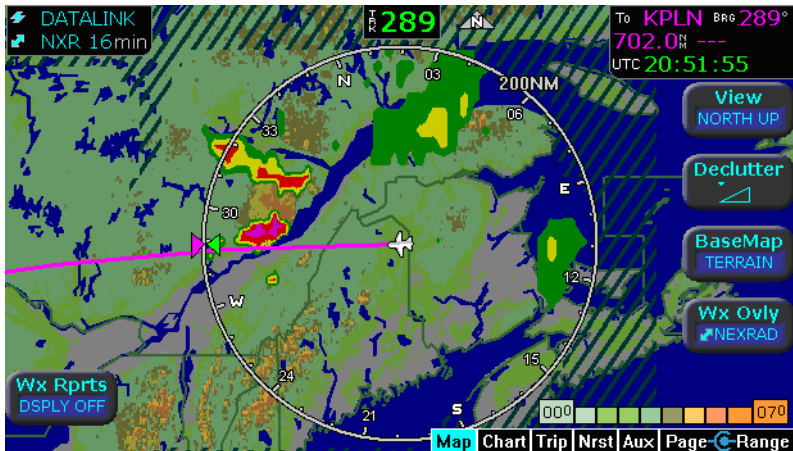 DATALINK
NXR 16min
TRK 289
N
To KPLN BRG 289°
702.0NM ---
UTC 20:51:55
200NM
N
03
06
33
30
E
12
W
15
24
21
S
View
NORTH UP
Declutter
BaseMap
TERRAIN
Wx Ovly
NEXRAD
Wx Rprts
DSPLY OFF
000
070
Map Chart Trip Nrst Aux Page Range